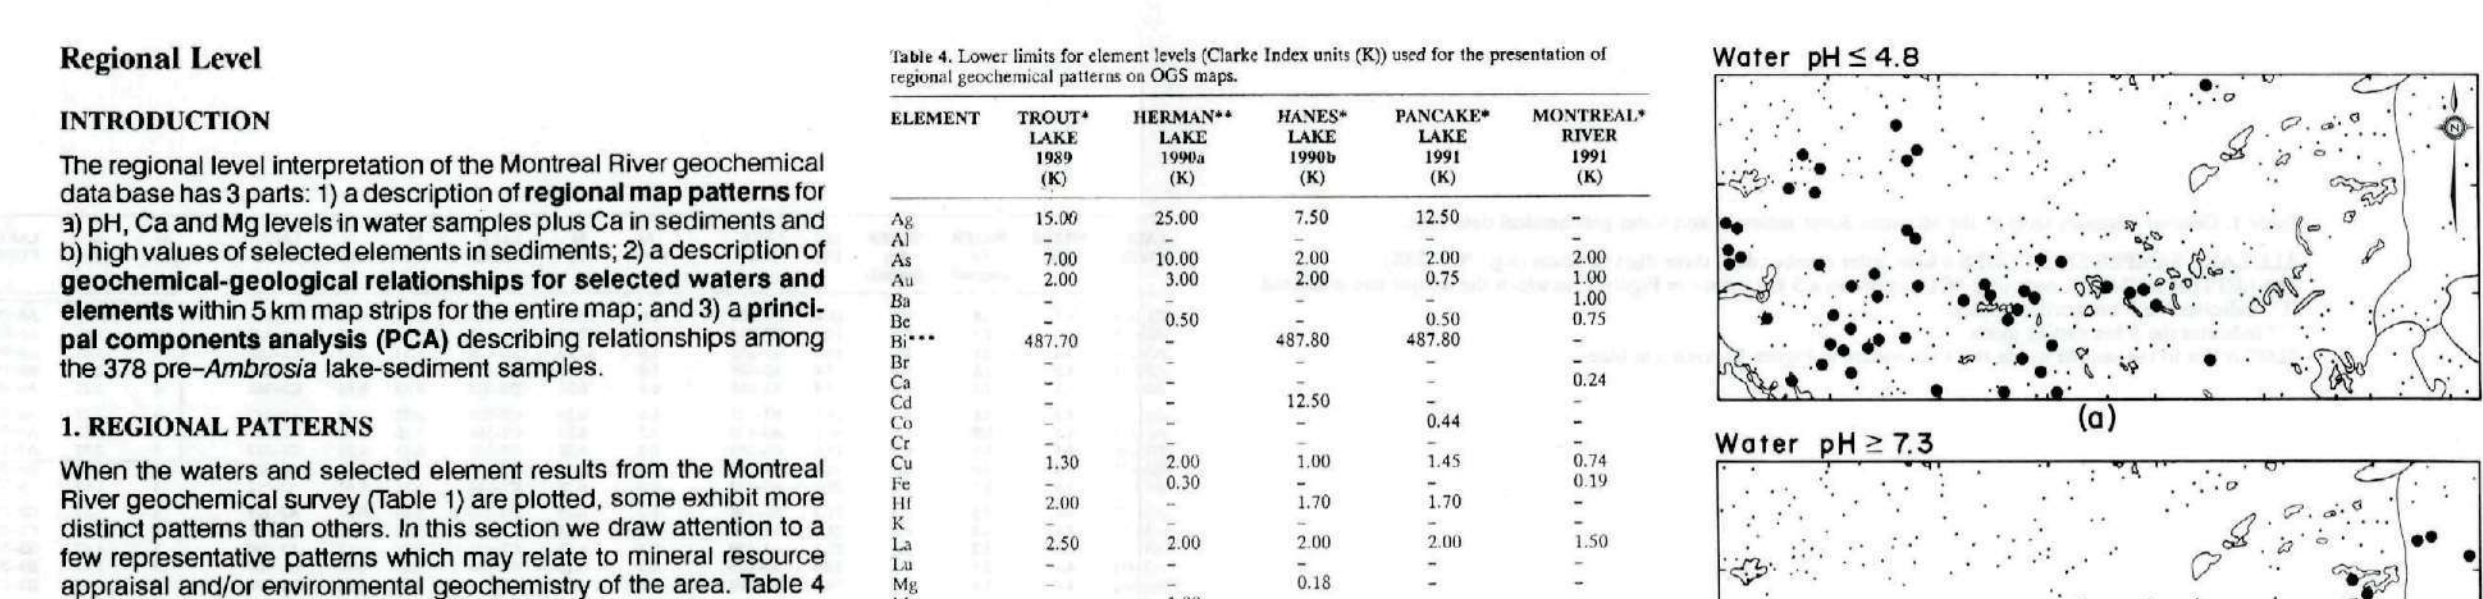 Regional Level
INTRODUCTION
The regional level interpretation of the Montreal River geochemical
data base has 3 parts: 1) a description of regional map patterns for
a) pH, Ca and Mg levels in water samples plus Ca in sediments and
b) high values of selected elements in sediments; 2) a description of
geochemical-geological relationships for selected waters and
elements within 5 km map strips for the entire map; and 3) a princi-
pal components analysis (PCA) describing relationships among
the 378 pre–Ambrosia lake-sediment samples.
1. REGIONAL PATTERNS
When the waters and selected element results from the Montreal
River geochemical survey (Table 1) are plotted, some exhibit more
distinct patterns than others. In this section we draw attention to a
few representative patterns which may relate to mineral resource
appraisal and/or environmental geochemistry of the area. Table 4
Table 4. Lower limits for element levels (Clarke Index units (K)) used for the presentation of
regional geochemical patterns on OGS maps.
ELEMENT TROUT* HERMAN** HANES* PANCAKE* MONTREAL*
LAKE LAKE LAKE LAKE RIVER
1989 1990a 1990b 1991 1991
(K) (K) (K) (K) (K)
Ag 15.00 25.00 7.50 12.50
Al – – – – –
As 7.00 10.00 2.00 2.00 2.00
Au 2.00 3.00 2.00 0.75 1.00
Ba – – – – 1.00
Be – 0.50 – 0.50 0.75
Bi*** 487.70 – 487.80 487.80 –
Br – – – – –
Ca – – – – 0.24
Cd – – 12.50 – –
Co – – – 0.44 –
Cr – – – – –
Cu 1.30 2.00 1.00 1.45 0.74
Fe – 0.30 – – 0.19
Hf 2.00 – 1.70 1.70 –
K – – – – –
La 2.50 2.00 2.00 2.00 1.50
Lu – – – – –
Mg – – 0.18 – –
Water pH ≤ 4.8
N
(a)
Water pH ≥ 7.3